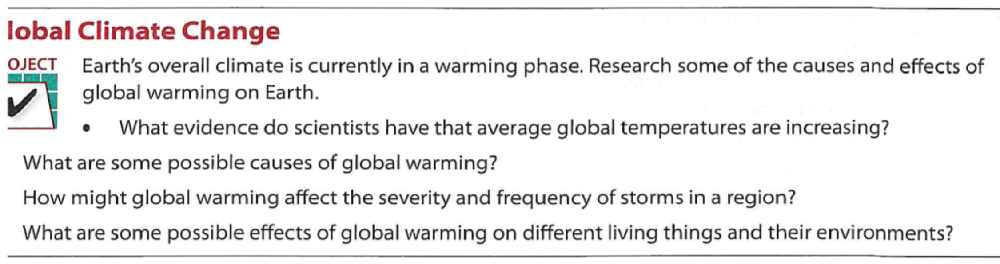 lobal Climate Change
OJECT
Earth's overall climate is currently in a warming phase. Research some of the causes and effects of
global warming on Earth.
• What evidence do scientists have that average global temperatures are increasing?
What are some possible causes of global warming?
How might global warming affect the severity and frequency of storms in a region?
What are some possible effects of global warming on different living things and their environments?